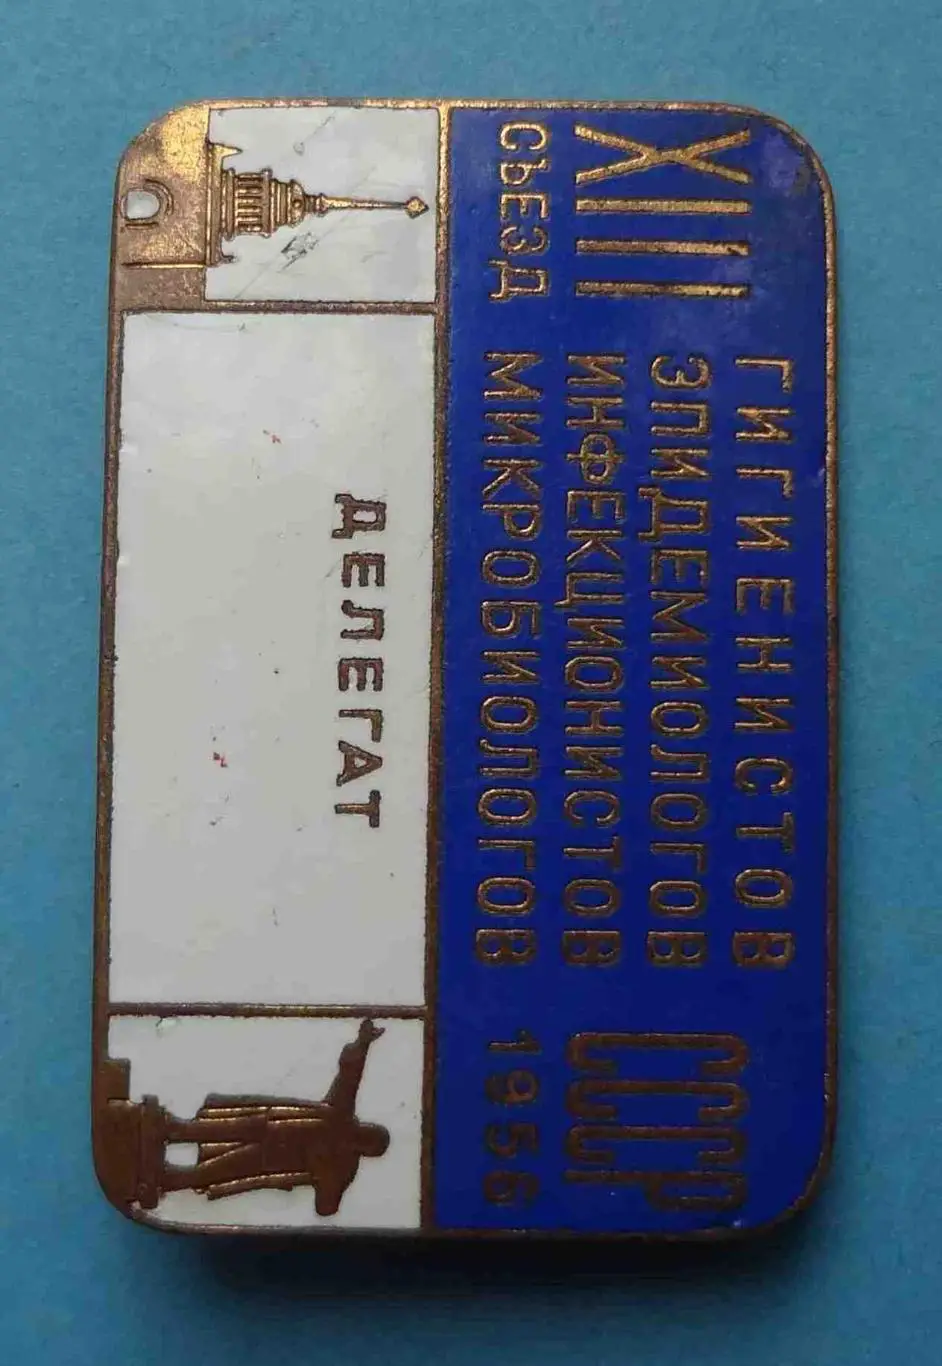 XIII
СЪЕЗД
ГИГИЕНИСТОВ
ЭПИДЕМИОЛОГОВ
ИНФЕКЦИОНИСТОВ
МИКРОБИОЛОГОВ
СССР
1956
ДЕЛЕГАТ